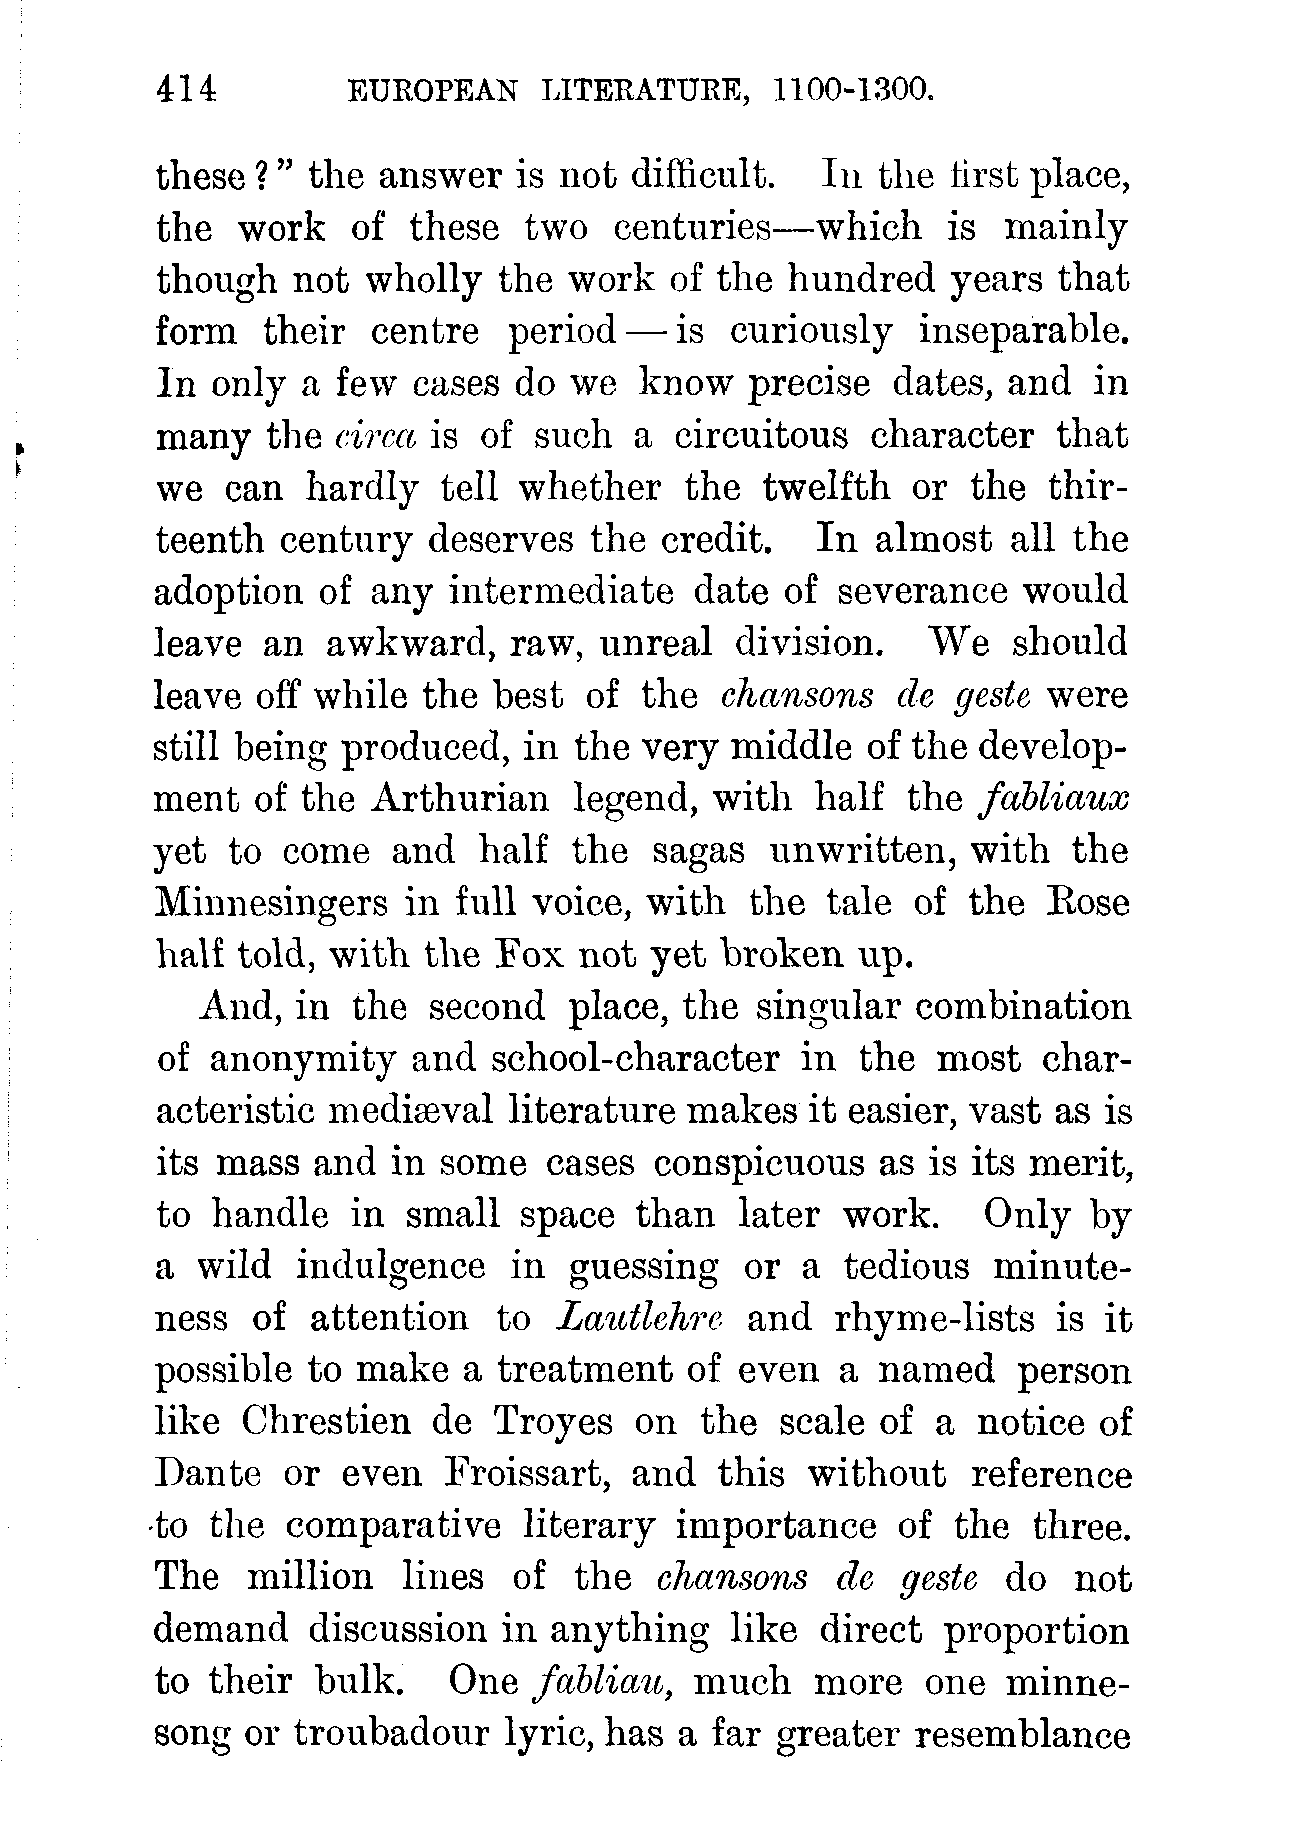 414 EUROPEAN LITERATURE, 1100-1300.
these?" the answer is not difficult. In the first place,
the work of these two centuries—which is mainly
though not wholly the work of the hundred years that
form their centre period — is curiously inseparable.
In only a few cases do we know precise dates, and in
many the circa is of such a circuitous character that
we can hardly tell whether the twelfth or the thir-
teenth century deserves the credit. In almost all the
adoption of any intermediate date of severance would
leave an awkward, raw, unreal division. We should
leave off while the best of the chansons de geste were
still being produced, in the very middle of the develop-
ment of the Arthurian legend, with half the fabliaux
yet to come and half the sagas unwritten, with the
Minnesingers in full voice, with the tale of the Rose
half told, with the Fox not yet broken up.
And, in the second place, the singular combination
of anonymity and school-character in the most char-
acteristic mediæval literature makes it easier, vast as is
its mass and in some cases conspicuous as is its merit,
to handle in small space than later work. Only by
a wild indulgence in guessing or a tedious minute-
ness of attention to Lautlehre and rhyme-lists is it
possible to make a treatment of even a named person
like Chrestien de Troyes on the scale of a notice of
Dante or even Froissart, and this without reference
to the comparative literary importance of the three.
The million lines of the chansons de geste do not
demand discussion in anything like direct proportion
to their bulk. One fabliau, much more one minne-
song or troubadour lyric, has a far greater resemblance